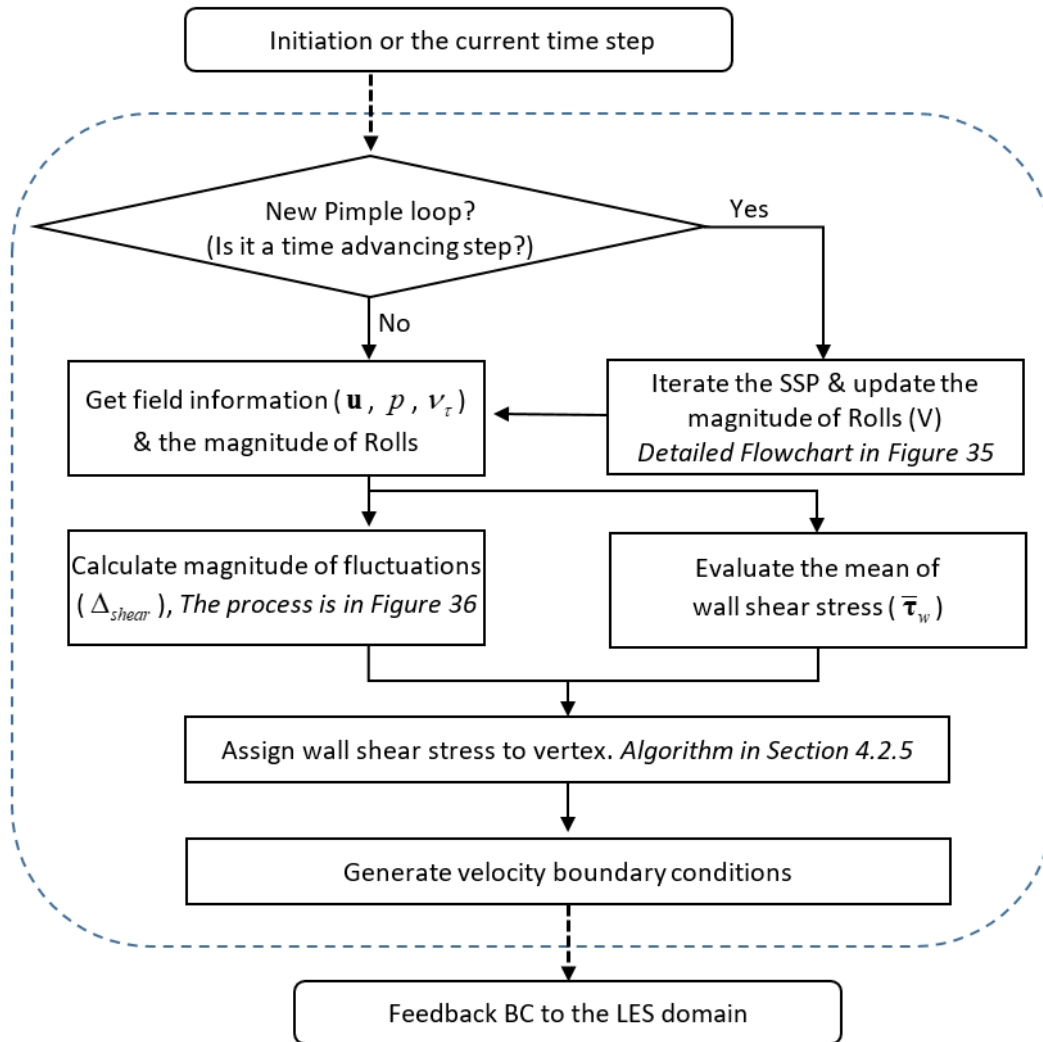 Initiation or the current time step
New Pimple loop?
(Is it a time advancing step?)
Yes
No
Get field information ( u , p , ν_τ )
& the magnitude of Rolls
Iterate the SSP & update the
magnitude of Rolls (V)
Detailed Flowchart in Figure 35
Calculate magnitude of fluctuations
( Δ_shear ), The process is in Figure 36
Evaluate the mean of
wall shear stress ( τ̄_w )
Assign wall shear stress to vertex. Algorithm in Section 4.2.5
Generate velocity boundary conditions
Feedback BC to the LES domain